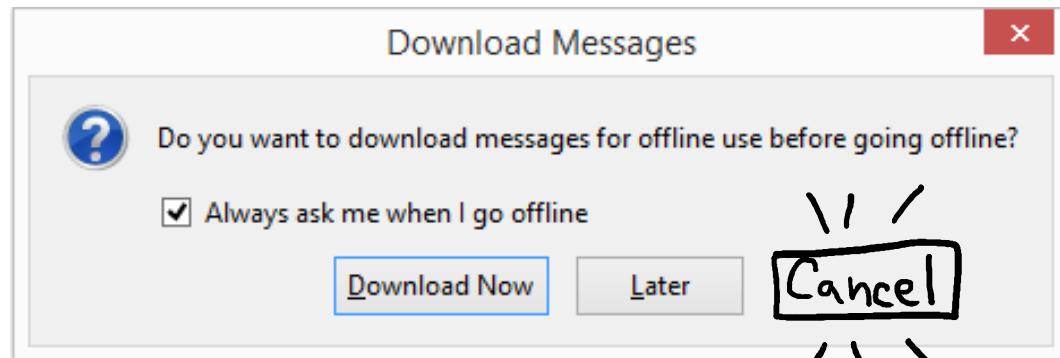 Download Messages
Do you want to download messages for offline use before going offline?
Always ask me when I go offline
Download Now Later Cancel